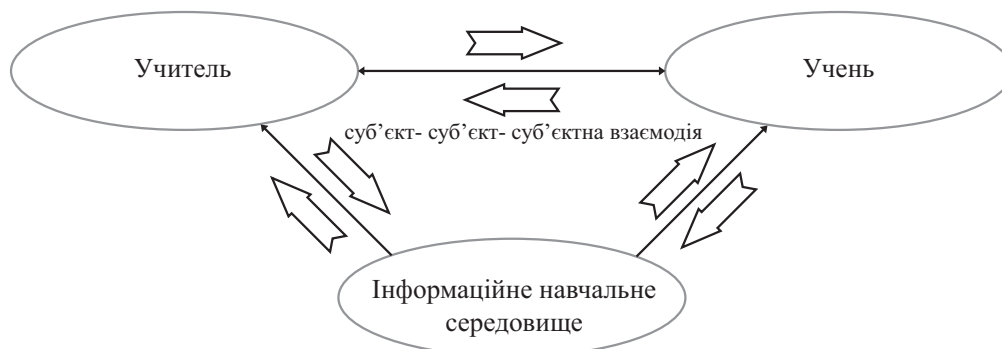 Учитель
Учень
суб’єкт- суб’єкт- суб’єктна взаємодія
Інформаційне навчальне
середовище